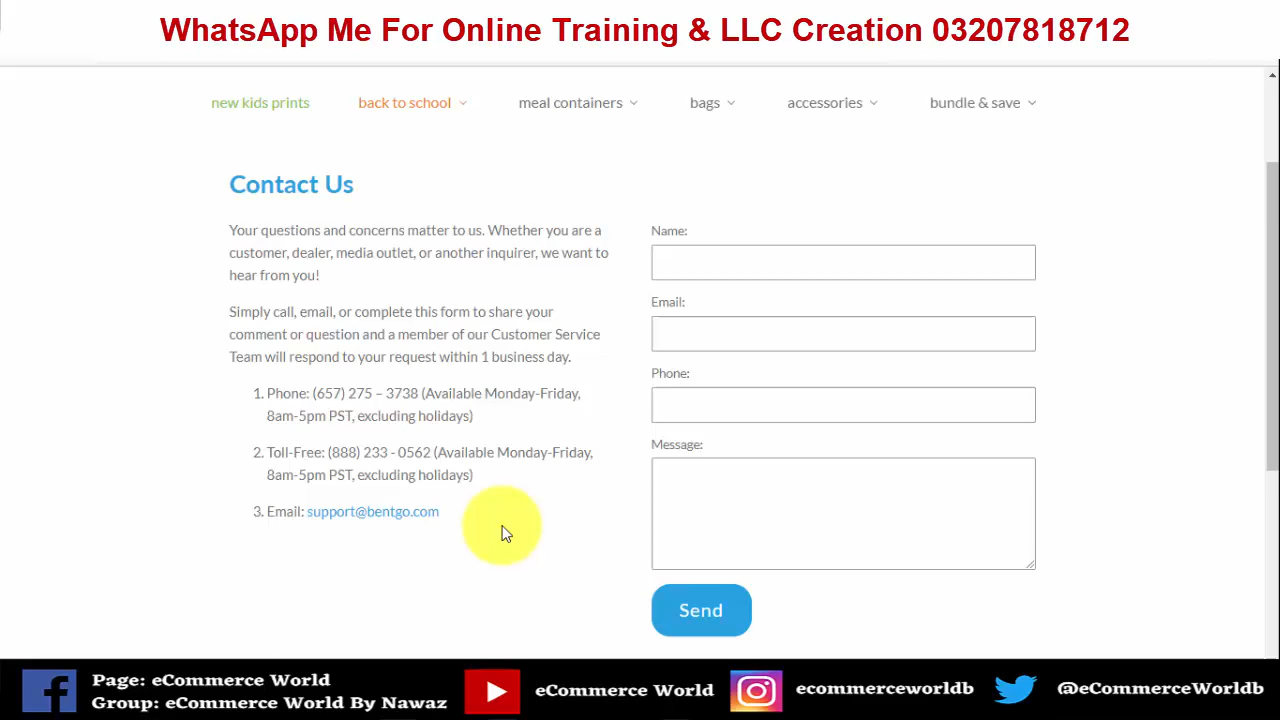 WhatsApp Me For Online Training & LLC Creation 03207818712
new kids prints
back to school
meal containers
bags
accessories
bundle & save
Contact Us
Your questions and concerns matter to us. Whether you are a
customer, dealer, media outlet, or another inquirer, we want to
hear from you!
Simply call, email, or complete this form to share your
comment or question and a member of our Customer Service
Team will respond to your request within 1 business day.
1. Phone: (657) 275 – 3738 (Available Monday-Friday,
8am-5pm PST, excluding holidays)
2. Toll-Free: (888) 233 - 0562 (Available Monday-Friday,
8am-5pm PST, excluding holidays)
3. Email: support@bentgo.com
Name:
Email:
Phone:
Message:
Send
Page: eCommerce World
Group: eCommerce World By Nawaz
eCommerce World
ecommerceworldb
@eCommerceWorldb